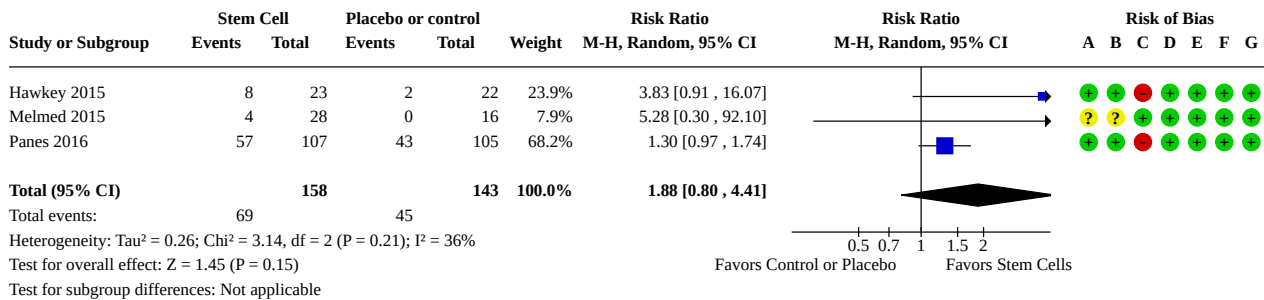 Stem Cell Placebo or control Risk Ratio Risk Ratio Risk of Bias
Study or Subgroup Events Total Events Total Weight M-H, Random, 95% CI M-H, Random, 95% CI A B C D E F G
Hawkey 2015 8 23 2 22 23.9% 3.83 [0.91 , 16.07] + + - + + + +
Melmed 2015 4 28 0 16 7.9% 5.28 [0.30 , 92.10] ? ? + + + + +
Panes 2016 57 107 43 105 68.2% 1.30 [0.97 , 1.74] + + - + + + +
Total (95% CI) 158 143 100.0% 1.88 [0.80 , 4.41]
Total events: 69 45
Heterogeneity: Tau² = 0.26; Chi² = 3.14, df = 2 (P = 0.21); I² = 36%
0.5 0.7 1 1.5 2
Test for overall effect: Z = 1.45 (P = 0.15) Favors Control or Placebo Favors Stem Cells
Test for subgroup differences: Not applicable